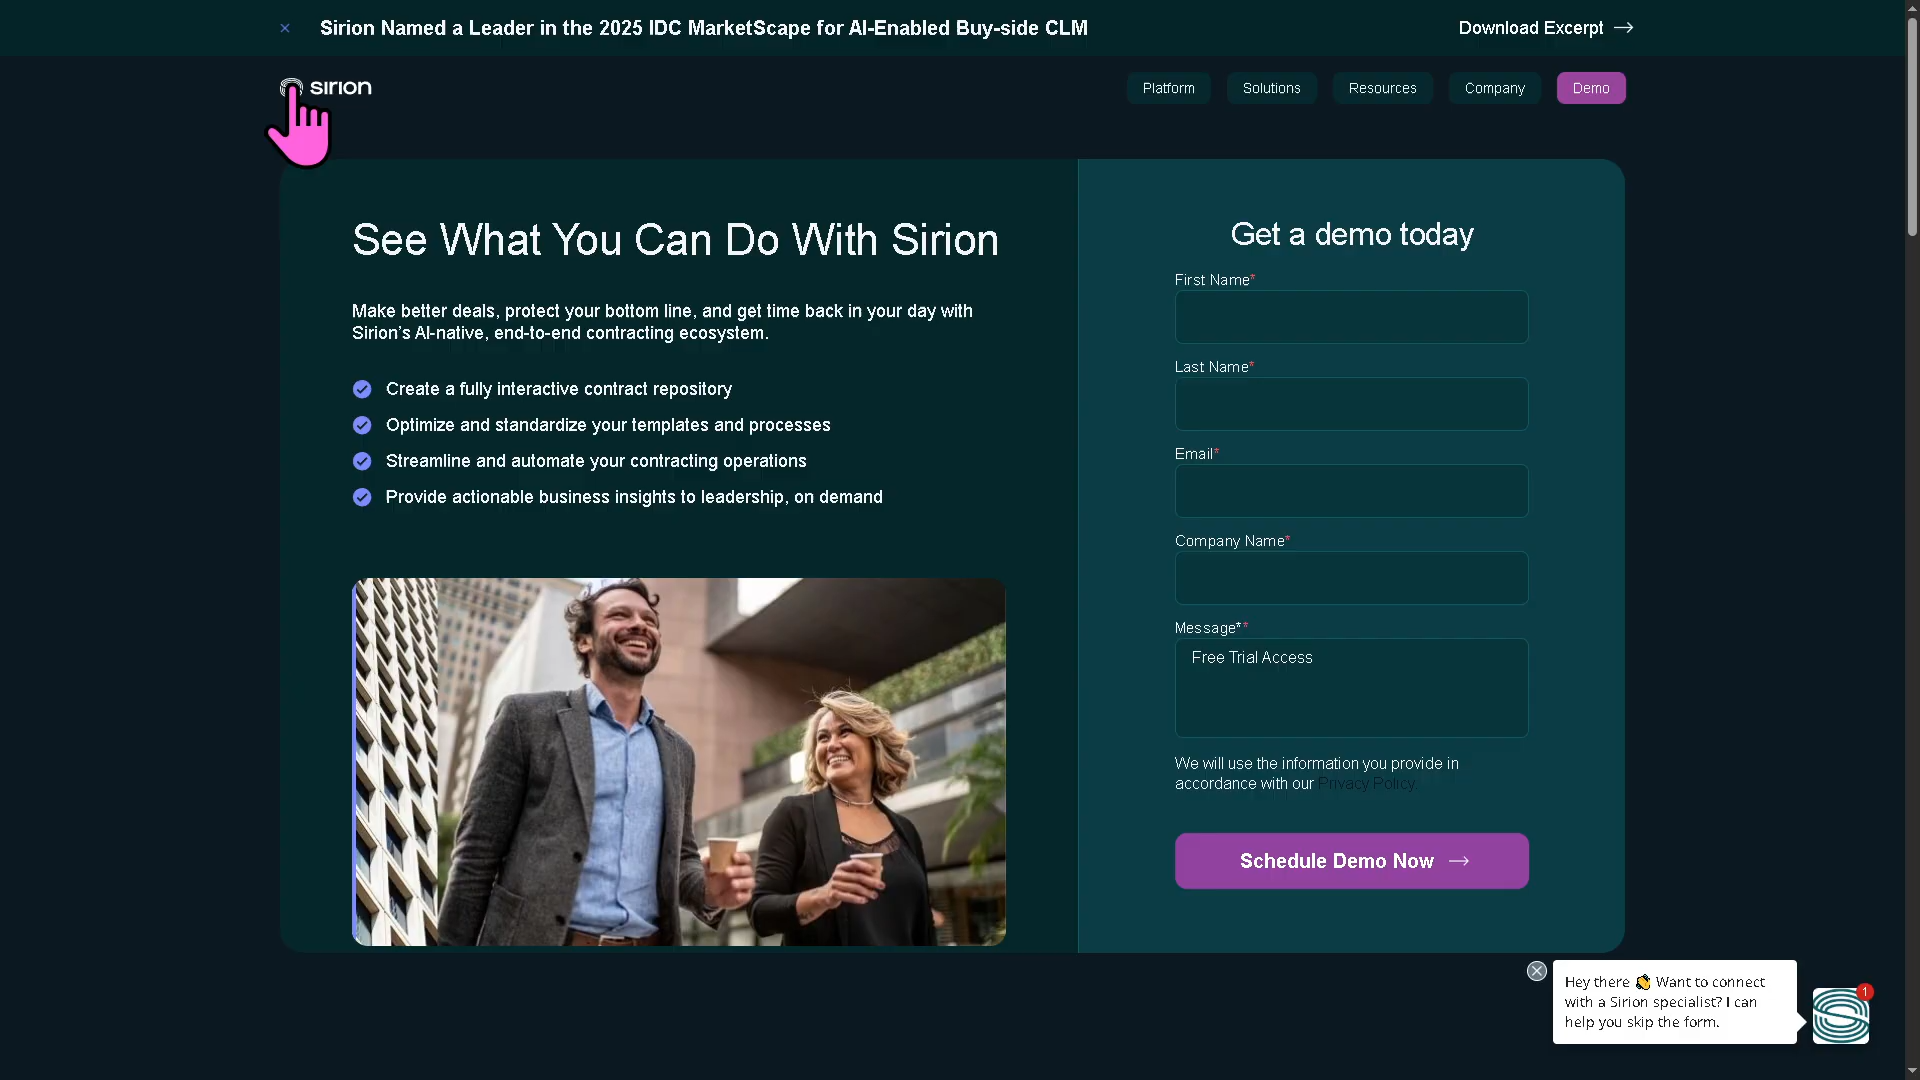 Sirion Named a Leader in the 2025 IDC MarketScape for AI-Enabled Buy-side CLM
Download Excerpt
sirion
Platform
Solutions
Resources
Company
Demo
See What You Can Do With Sirion
Make better deals, protect your bottom line, and get time back in your day with
Sirion’s AI-native, end-to-end contracting ecosystem.
Create a fully interactive contract repository
Optimize and standardize your templates and processes
Streamline and automate your contracting operations
Provide actionable business insights to leadership, on demand
Get a demo today
First Name*
Last Name*
Email*
Company Name*
Message**
Free Trial Access
We will use the information you provide in
accordance with our Privacy Policy.
Schedule Demo Now
Hey there 👋 Want to connect
with a Sirion specialist? I can
help you skip the form.
1